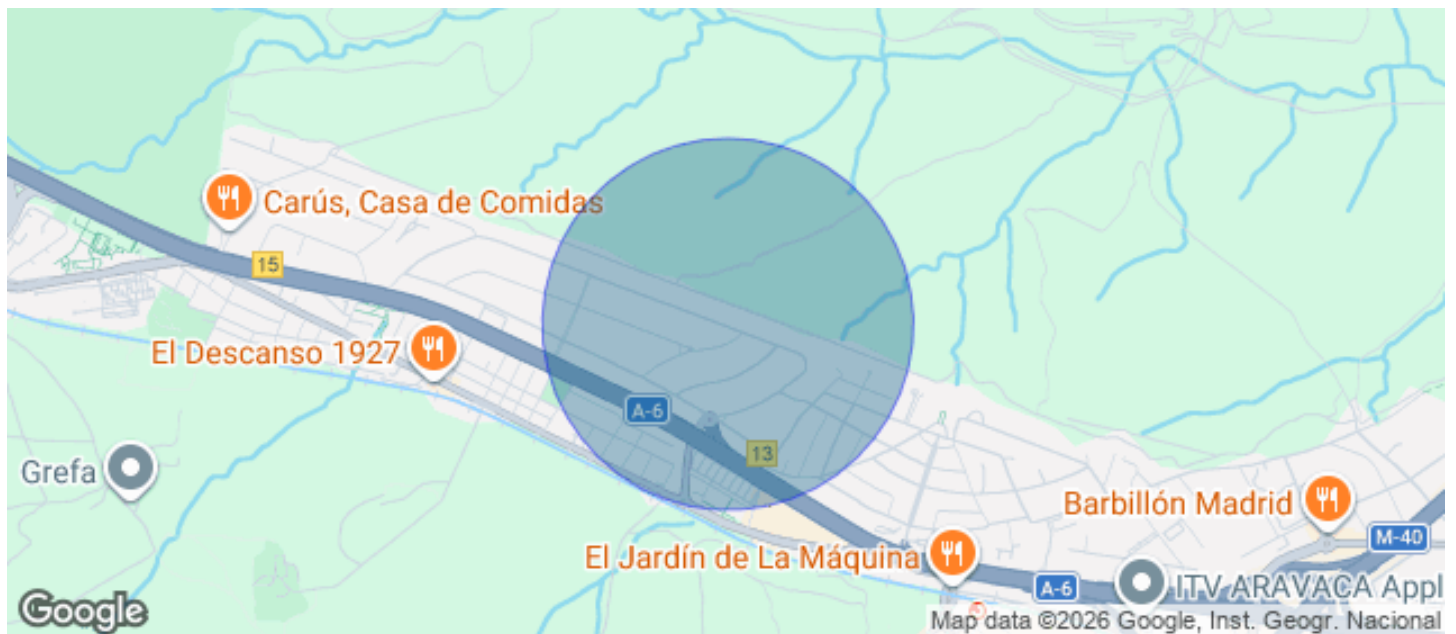 Carús, Casa de Comidas
15
El Descanso 1927
A-6
13
Grefa
Barbillón Madrid
M-40
El Jardín de La Máquina
A-6
ITV ARAVACA Appl
Google
Map data ©2026 Google, Inst. Geogr. Nacional